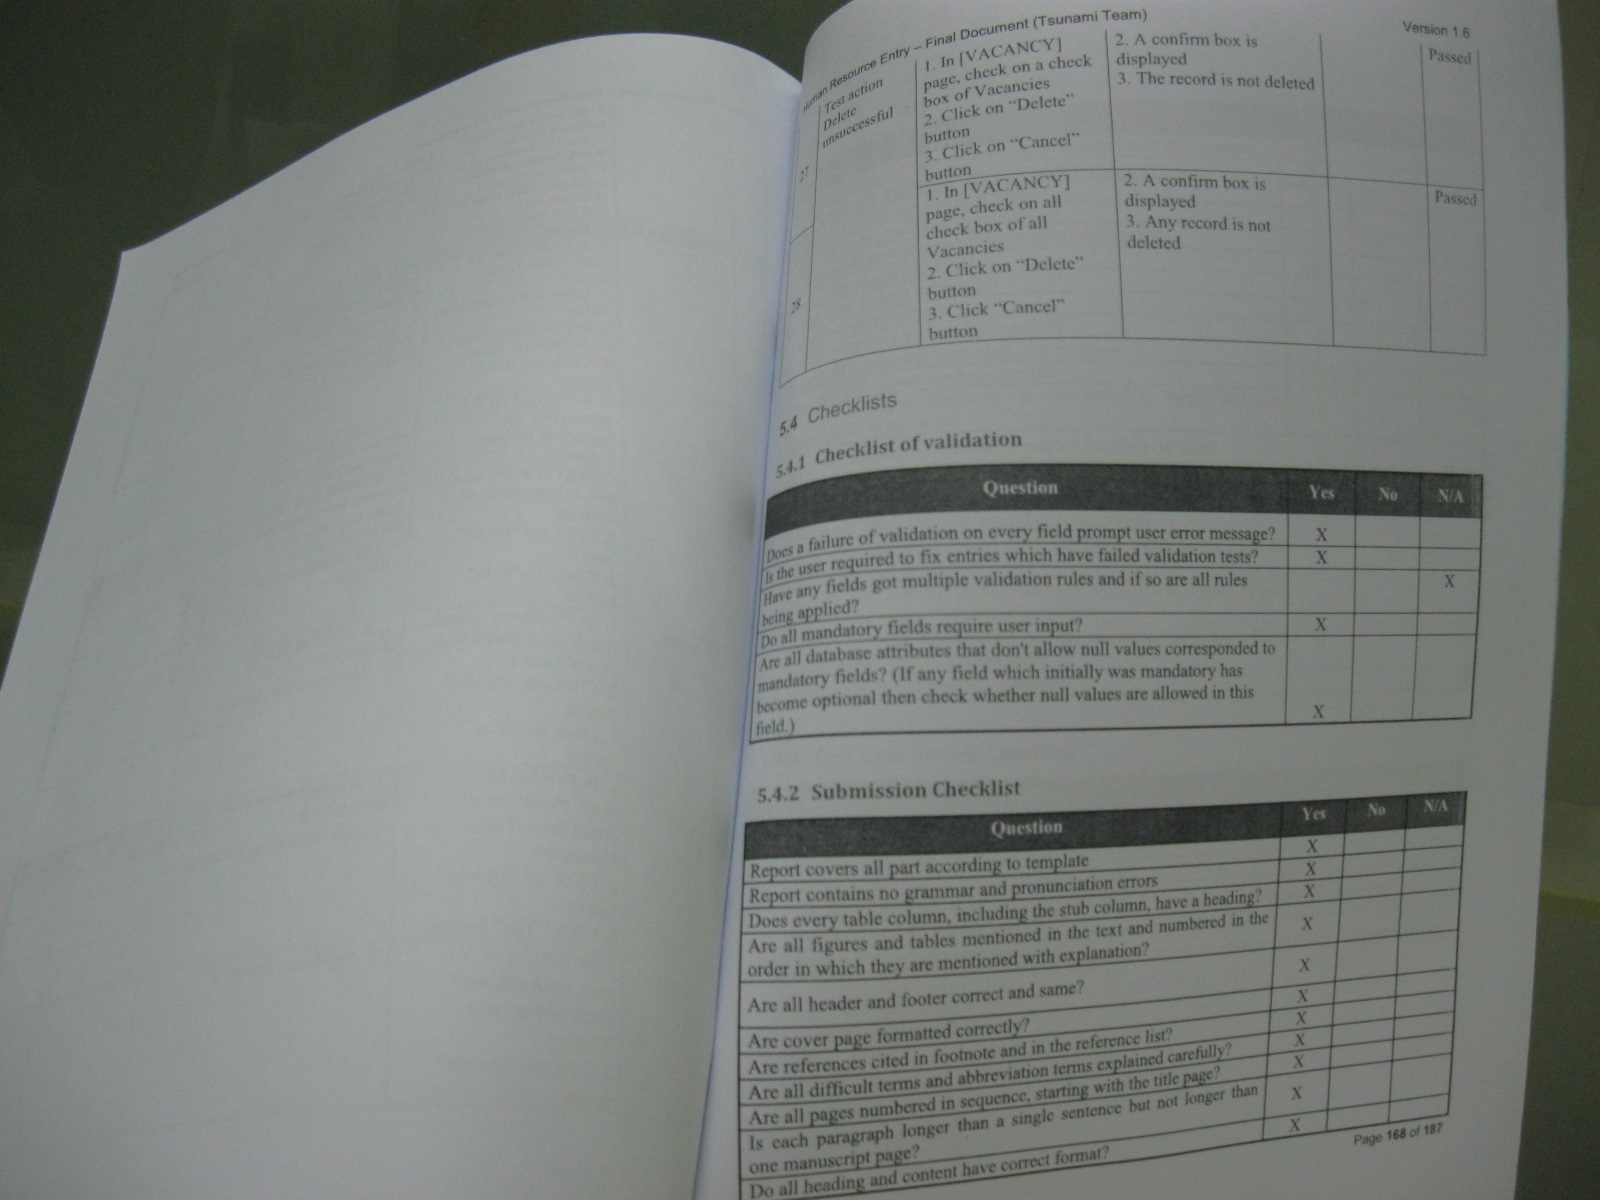 Human Resource Entry – Final Document (Tsunami Team)
Version 1.6
27
Test action
Delete
unsuccessful
1. In [VACANCY]
page, check on a check
box of Vacancies
2. Click on “Delete”
button
3. Click on “Cancel”
button
2. A confirm box is
displayed
3. The record is not deleted
Passed
28
1. In [VACANCY]
page, check on all
check box of all
Vacancies
2. Click on “Delete”
button
3. Click “Cancel”
button
2. A confirm box is
displayed
3. Any record is not
deleted
Passed
5.4 Checklists
5.4.1 Checklist of validation
Question Yes No N/A
Does a failure of validation on every field prompt user error message? X
Is the user required to fix entries which have failed validation tests? X
Have any fields got multiple validation rules and if so are all rules X
being applied?
Do all mandatory fields require user input? X
Are all database attributes that don't allow null values corresponded to
mandatory fields? (If any field which initially was mandatory has
become optional then check whether null values are allowed in this
field.) X
5.4.2 Submission Checklist
Question Yes No N/A
Report covers all part according to template X
Report contains no grammar and pronunciation errors X
Does every table column, including the stub column, have a heading? X
Are all figures and tables mentioned in the text and numbered in the X
order in which they are mentioned with explanation?
Are all header and footer correct and same? X
Are cover page formatted correctly? X
Are references cited in footnote and in the reference list? X
Are all difficult terms and abbreviation terms explained carefully? X
Are all pages numbered in sequence, starting with the title page? X
Is each paragraph longer than a single sentence but not longer than X
one manuscript page?
Do all heading and content have correct format? X
Page 168 of 187